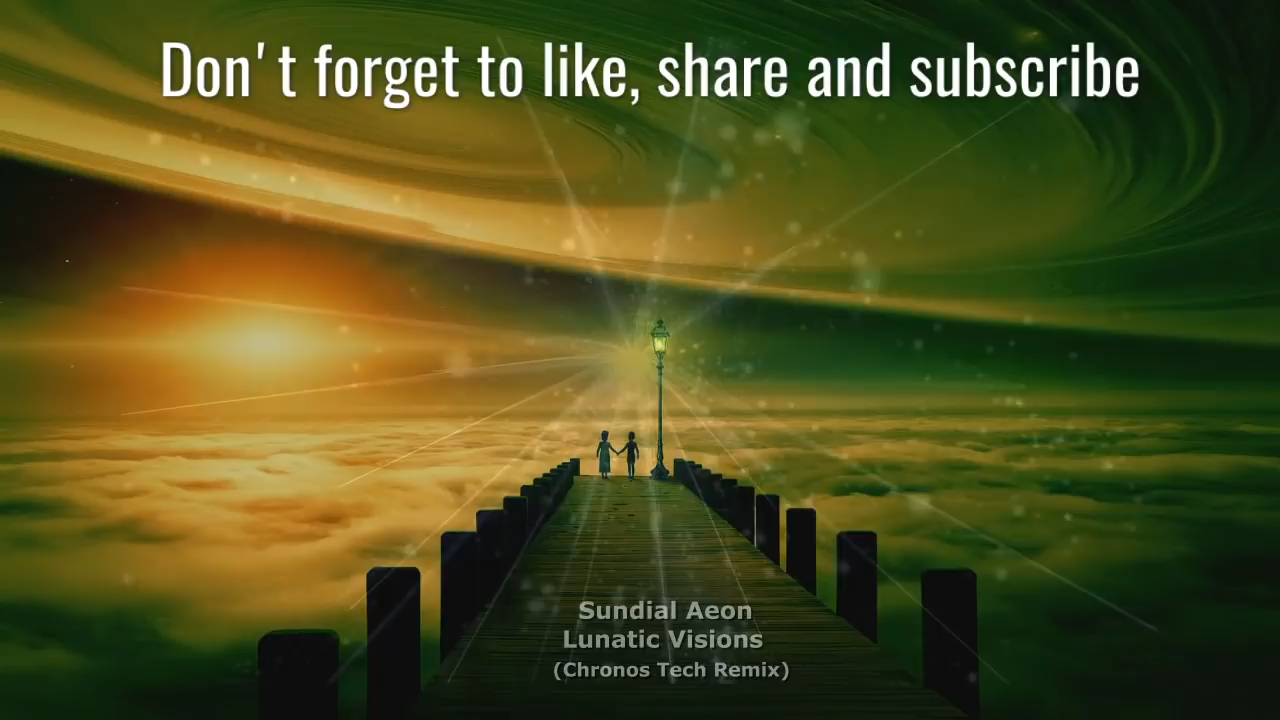 Don't forget to like, share and subscribe
Sundial Aeon
Lunatic Visions
(Chronos Tech Remix)